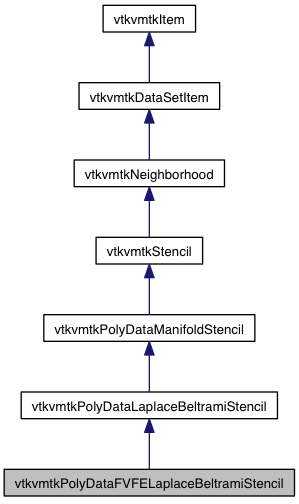 vtkvmtkItem
vtkvmtkDataSetItem
vtkvmtkNeighborhood
vtkvmtkStencil
vtkvmtkPolyDataManifoldStencil
vtkvmtkPolyDataLaplaceBeltramiStencil
vtkvmtkPolyDataFVFELaplaceBeltramiStencil